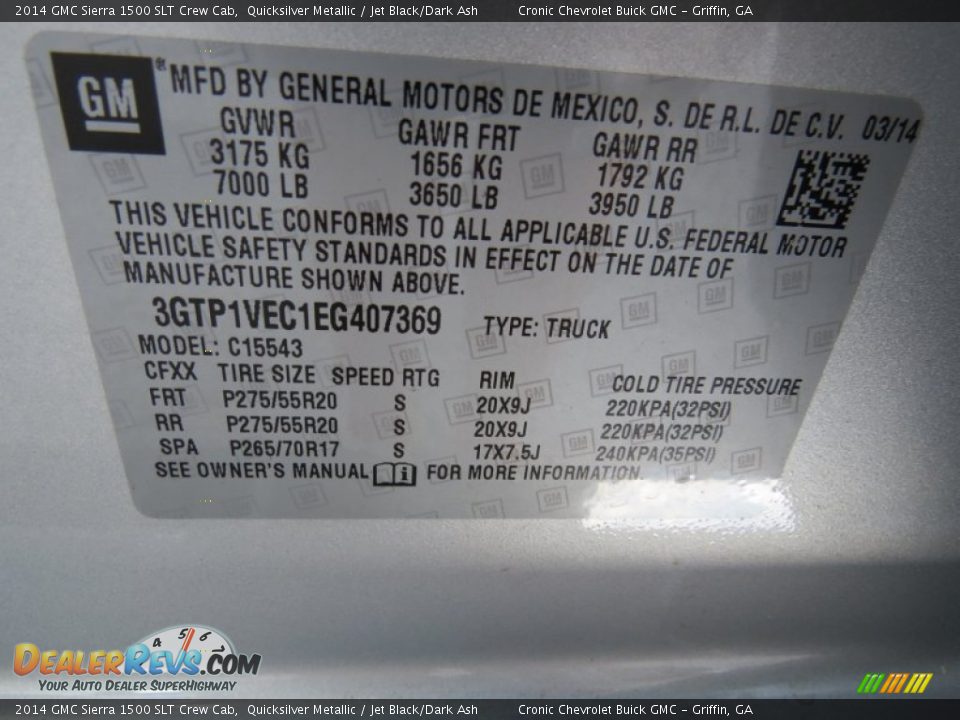 2014 GMC Sierra 1500 SLT Crew Cab, Quicksilver Metallic / Jet Black/Dark Ash Cronic Chevrolet Buick GMC - Griffin, GA
GM ® MFD BY GENERAL MOTORS DE MEXICO, S. DE R.L. DE C.V. 03/14
GVWR GAWR FRT GAWR RR
3175 KG 1656 KG 1792 KG
7000 LB 3650 LB 3950 LB
THIS VEHICLE CONFORMS TO ALL APPLICABLE U.S. FEDERAL MOTOR
VEHICLE SAFETY STANDARDS IN EFFECT ON THE DATE OF
MANUFACTURE SHOWN ABOVE.
3GTP1VEC1EG407369 TYPE: TRUCK
MODEL: C15543
CFXX TIRE SIZE SPEED RTG RIM COLD TIRE PRESSURE
FRT P275/55R20 S 20X9J 220KPA(32PSI)
RR P275/55R20 S 20X9J 220KPA(32PSI)
SPA P265/70R17 S 17X7.5J 240KPA(35PSI)
SEE OWNER'S MANUAL i FOR MORE INFORMATION.
4 5 6
DEALERREVS.COM
YOUR AUTO DEALER SUPERHIGHWAY
2014 GMC Sierra 1500 SLT Crew Cab, Quicksilver Metallic / Jet Black/Dark Ash Cronic Chevrolet Buick GMC - Griffin, GA